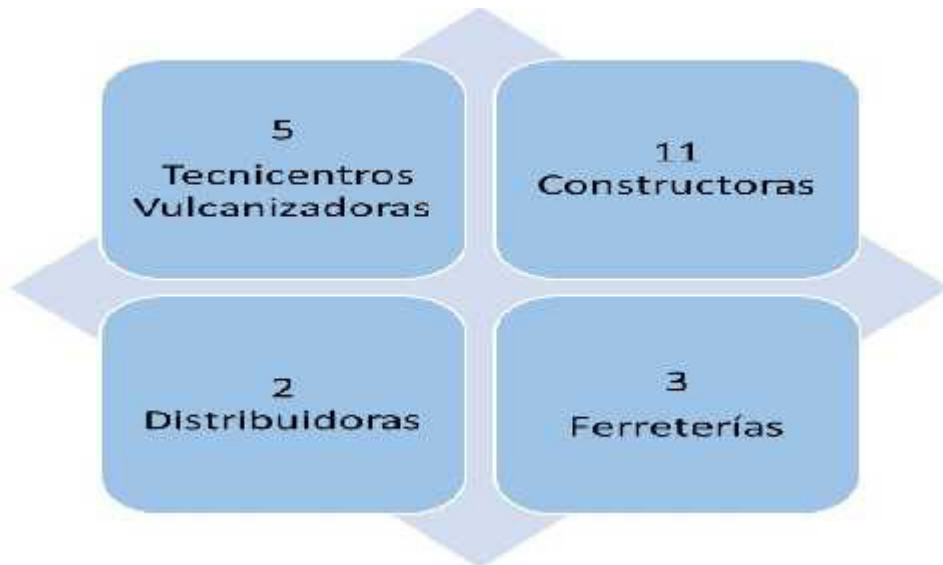 5
Tecnicentros
Vulcanizadoras
11
Constructoras
2
Distribuidoras
3
Ferreterías